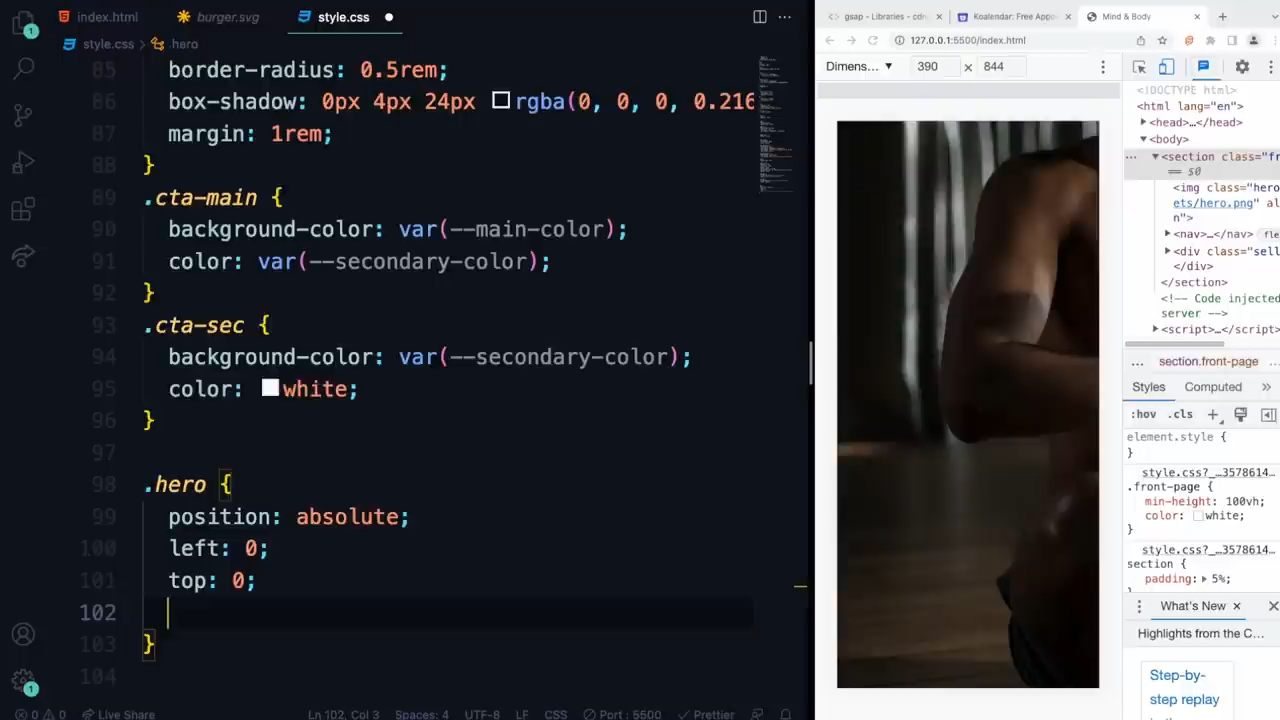 index.html
burger.svg
style.css
style.css
.hero
85 border-radius: 0.5rem;
86 box-shadow: 0px 4px 24px rgba(0, 0, 0, 0.216
87 margin: 1rem;
88 }
89 .cta-main {
90 background-color: var(--main-color);
91 color: var(--secondary-color);
92 }
93 .cta-sec {
94 background-color: var(--secondary-color);
95 color: white;
96 }
97
98 .hero {
99 position: absolute;
100 left: 0;
101 top: 0;
102
103 }
104
1
1
0 0
Live Share
Ln 102, Col 3
Spaces: 4
UTF-8
LF
CSS
Port : 5500
Prettier
gsap - Libraries - cdn
Koalendar: Free Appo
Mind & Body
127.0.0.1:5500/index.html
Dimens... 390 x 844
<!DOCTYPE html>
<html lang="en">
<head>…</head>
<body>
<section class="fr
== $0
<img class="hero
ets/hero.png" al
n">
<nav>…</nav> fle
<div class="sell
</div>
</section>
<!-- Code injected
server -->
<script>…</script>
... section.front-page
Styles
Computed
:hov .cls
element.style {
}
style.css?_…3578614…
.front-page {
min-height: 100vh;
color: white;
}
style.css?_…3578614…
section {
padding: 5%;
What's New
Highlights from the C…
Step-by-
step replay